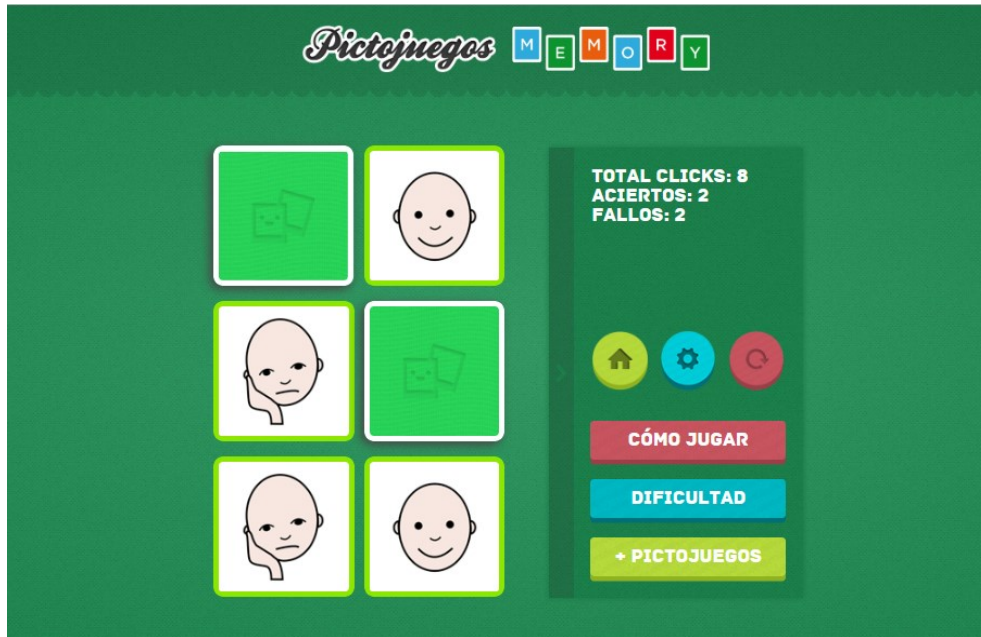 Pictojuegos MEMORY
TOTAL CLICKS: 8
ACIERTOS: 2
FALLOS: 2
CÓMO JUGAR
DIFICULTAD
+ PICTOJUEGOS